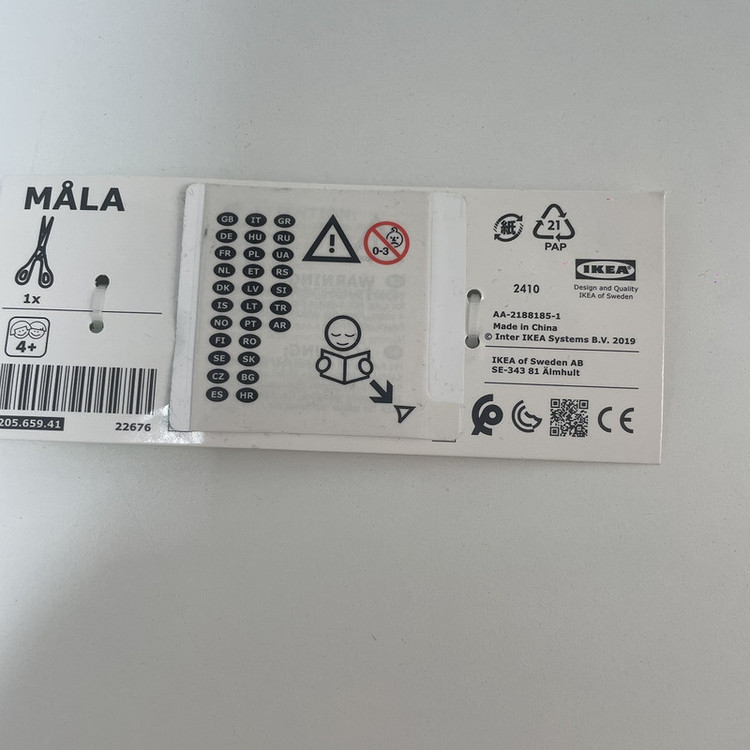 MÅLA
1x
4+
205.659.41
22676
GB IT GR
DE HU RU
FR PL UA
NL ET RS
DK LV SI
IS LT TR
NO PT AR
FI RO
SE SK
CZ BG
ES HR
0-3
WARNING
紙
21
PAP
2410
IKEA
Design and Quality
IKEA of Sweden
AA-2188185-1
Made in China
© Inter IKEA Systems B.V. 2019
IKEA of Sweden AB
SE-343 81 Älmhult
CE